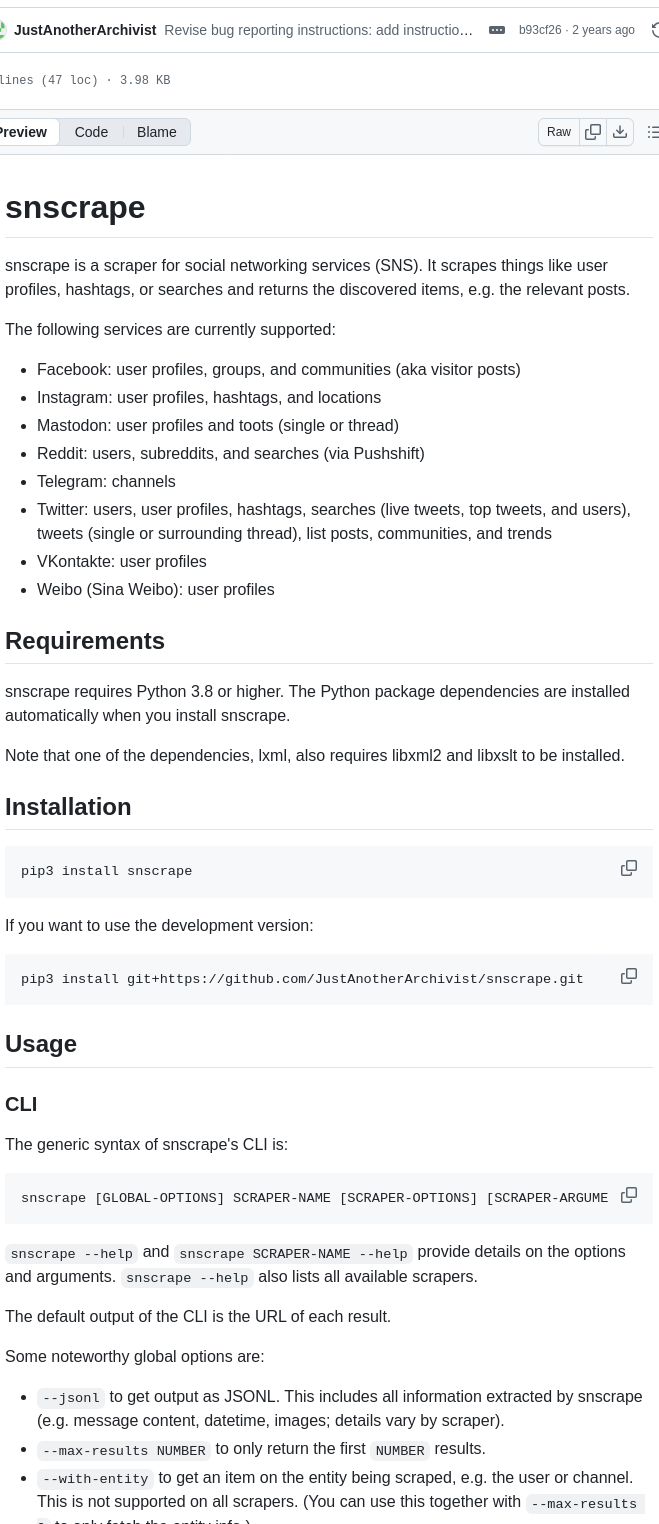 JustAnotherArchivist Revise bug reporting instructions: add instructio... b93cf26 · 2 years ago
lines (47 loc) · 3.98 KB
Preview Code Blame Raw
snscrape
snscrape is a scraper for social networking services (SNS). It scrapes things like user
profiles, hashtags, or searches and returns the discovered items, e.g. the relevant posts.
The following services are currently supported:
Facebook: user profiles, groups, and communities (aka visitor posts)
Instagram: user profiles, hashtags, and locations
Mastodon: user profiles and toots (single or thread)
Reddit: users, subreddits, and searches (via Pushshift)
Telegram: channels
Twitter: users, user profiles, hashtags, searches (live tweets, top tweets, and users),
tweets (single or surrounding thread), list posts, communities, and trends
VKontakte: user profiles
Weibo (Sina Weibo): user profiles
Requirements
snscrape requires Python 3.8 or higher. The Python package dependencies are installed
automatically when you install snscrape.
Note that one of the dependencies, lxml, also requires libxml2 and libxslt to be installed.
Installation
pip3 install snscrape
If you want to use the development version:
pip3 install git+https://github.com/JustAnotherArchivist/snscrape.git
Usage
CLI
The generic syntax of snscrape's CLI is:
snscrape [GLOBAL-OPTIONS] SCRAPER-NAME [SCRAPER-OPTIONS] [SCRAPER-ARGUME
snscrape --help and snscrape SCRAPER-NAME --help provide details on the options
and arguments. snscrape --help also lists all available scrapers.
The default output of the CLI is the URL of each result.
Some noteworthy global options are:
--jsonl to get output as JSONL. This includes all information extracted by snscrape
(e.g. message content, datetime, images; details vary by scraper).
--max-results NUMBER to only return the first NUMBER results.
--with-entity to get an item on the entity being scraped, e.g. the user or channel.
This is not supported on all scrapers. (You can use this together with --max-results
to only fetch the entity info.)